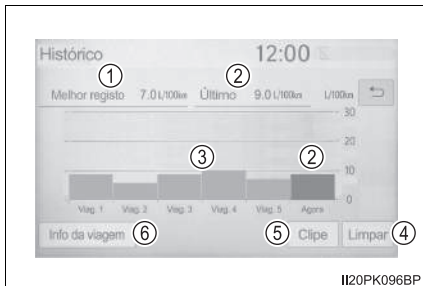 Histórico 12:00
① ②
Melhor registo 7.0 L/100km Último 9.0 L/100km L/100km
30
③ ② 20
10
0
Viag. 1 Viag. 2 Viag. 3 Viag. 4 Viag. 5 Agora
Info da viagem ⑥ ⑤ Clipe Limpar ④
II20PK096BP